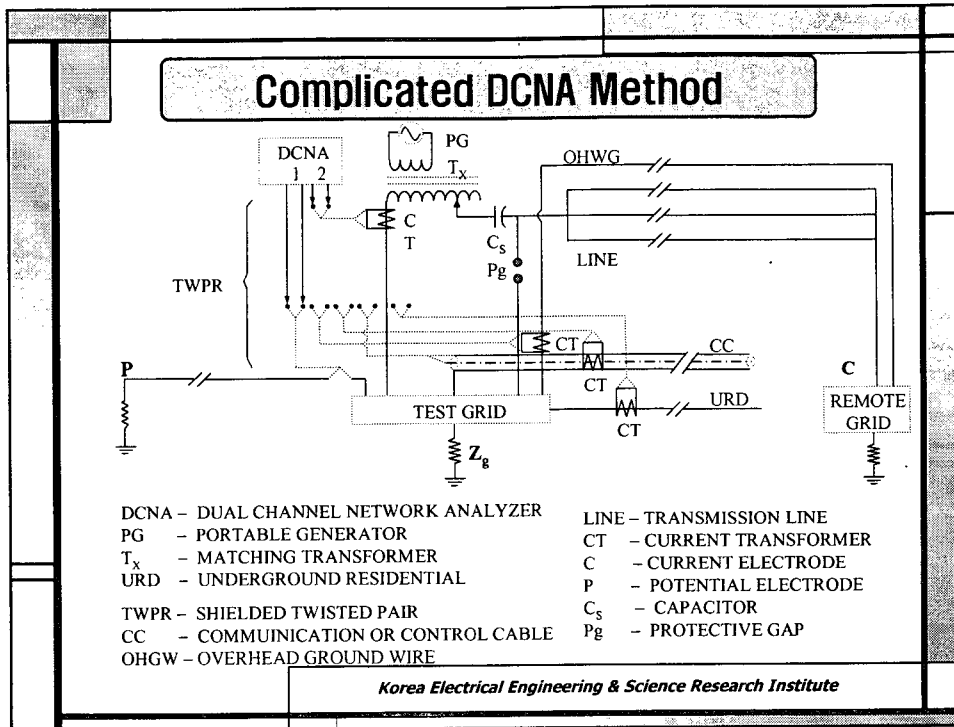 Complicated DCNA Method
DCNA
1 2
PG
Tx
OHWG
C
T
Cs
Pg
LINE
TWPR
CT
CC
CT
P
C
TEST GRID
URD
CT
REMOTE
GRID
Zg
DCNA – DUAL CHANNEL NETWORK ANALYZER
PG – PORTABLE GENERATOR
Tx – MATCHING TRANSFORMER
URD – UNDERGROUND RESIDENTIAL
TWPR – SHIELDED TWISTED PAIR
CC – COMMUINICATION OR CONTROL CABLE
OHGW – OVERHEAD GROUND WIRE
LINE – TRANSMISSION LINE
CT – CURRENT TRANSFORMER
C – CURRENT ELECTRODE
P – POTENTIAL ELECTRODE
Cs – CAPACITOR
Pg – PROTECTIVE GAP
Korea Electrical Engineering & Science Research Institute